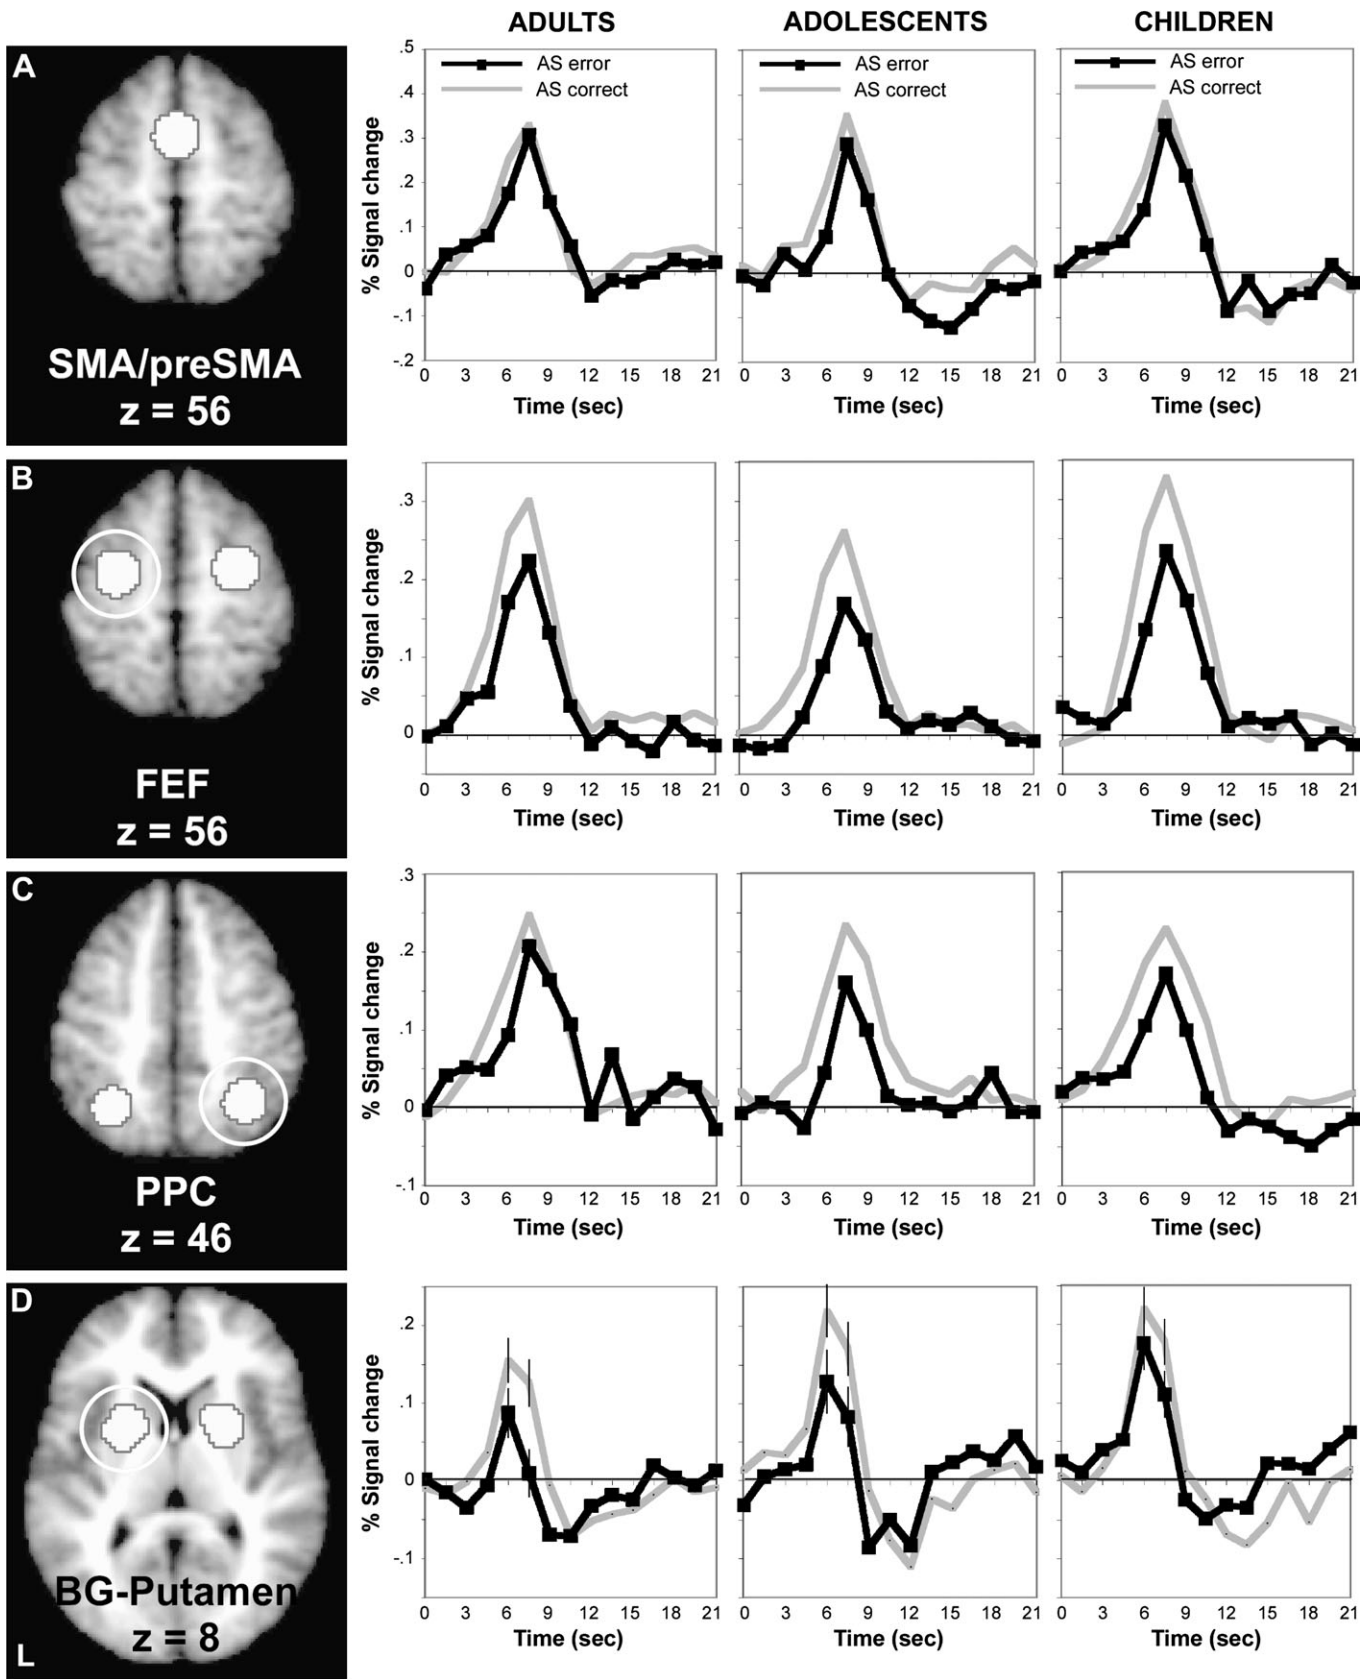 ADULTS ADOLESCENTS CHILDREN
A
SMA/preSMA
z = 56
% Signal change
.5
.4
.3
.2
.1
0
-.1
-.2
AS error
AS correct
0 3 6 9 12 15 18 21
Time (sec)
AS error
AS correct
0 3 6 9 12 15 18 21
Time (sec)
AS error
AS correct
0 3 6 9 12 15 18 21
Time (sec)
B
FEF
z = 56
% Signal change
.3
.2
.1
0
0 3 6 9 12 15 18 21
Time (sec)
0 3 6 9 12 15 18 21
Time (sec)
0 3 6 9 12 15 18 21
Time (sec)
C
PPC
z = 46
% Signal change
.3
.2
.1
0
-.1
0 3 6 9 12 15 18 21
Time (sec)
0 3 6 9 12 15 18 21
Time (sec)
0 3 6 9 12 15 18 21
Time (sec)
D
BG-Putamen
z = 8
L
% Signal change
.2
.1
0
-.1
0 3 6 9 12 15 18 21
Time (sec)
0 3 6 9 12 15 18 21
Time (sec)
0 3 6 9 12 15 18 21
Time (sec)